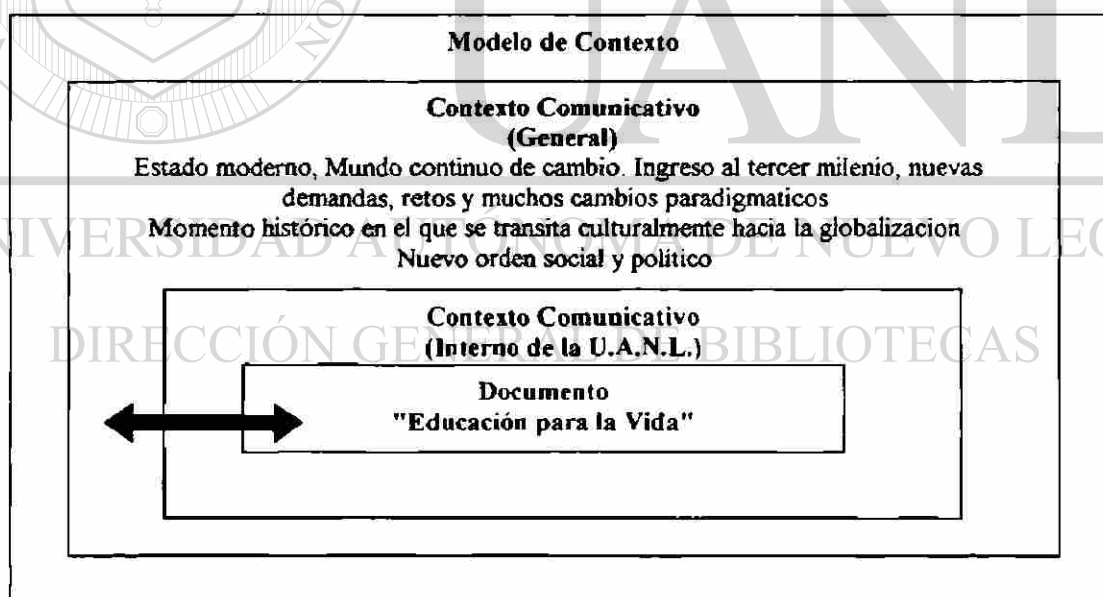 Modelo de Contexto
Contexto Comunicativo
(General)
Estado moderno, Mundo continuo de cambio. Ingreso al tercer milenio, nuevas
demandas, retos y muchos cambios paradigmaticos
Momento histórico en el que se transita culturalmente hacia la globalizacion
Nuevo orden social y político
Contexto Comunicativo
(Interno de la U.A.N.L.)
Documento
"Educación para la Vida"
UANL
NIVERSIDAD AUTÓNOMA DE NUEVO LEÓ
DIRECCIÓN GENERAL DE BIBLIOTECAS